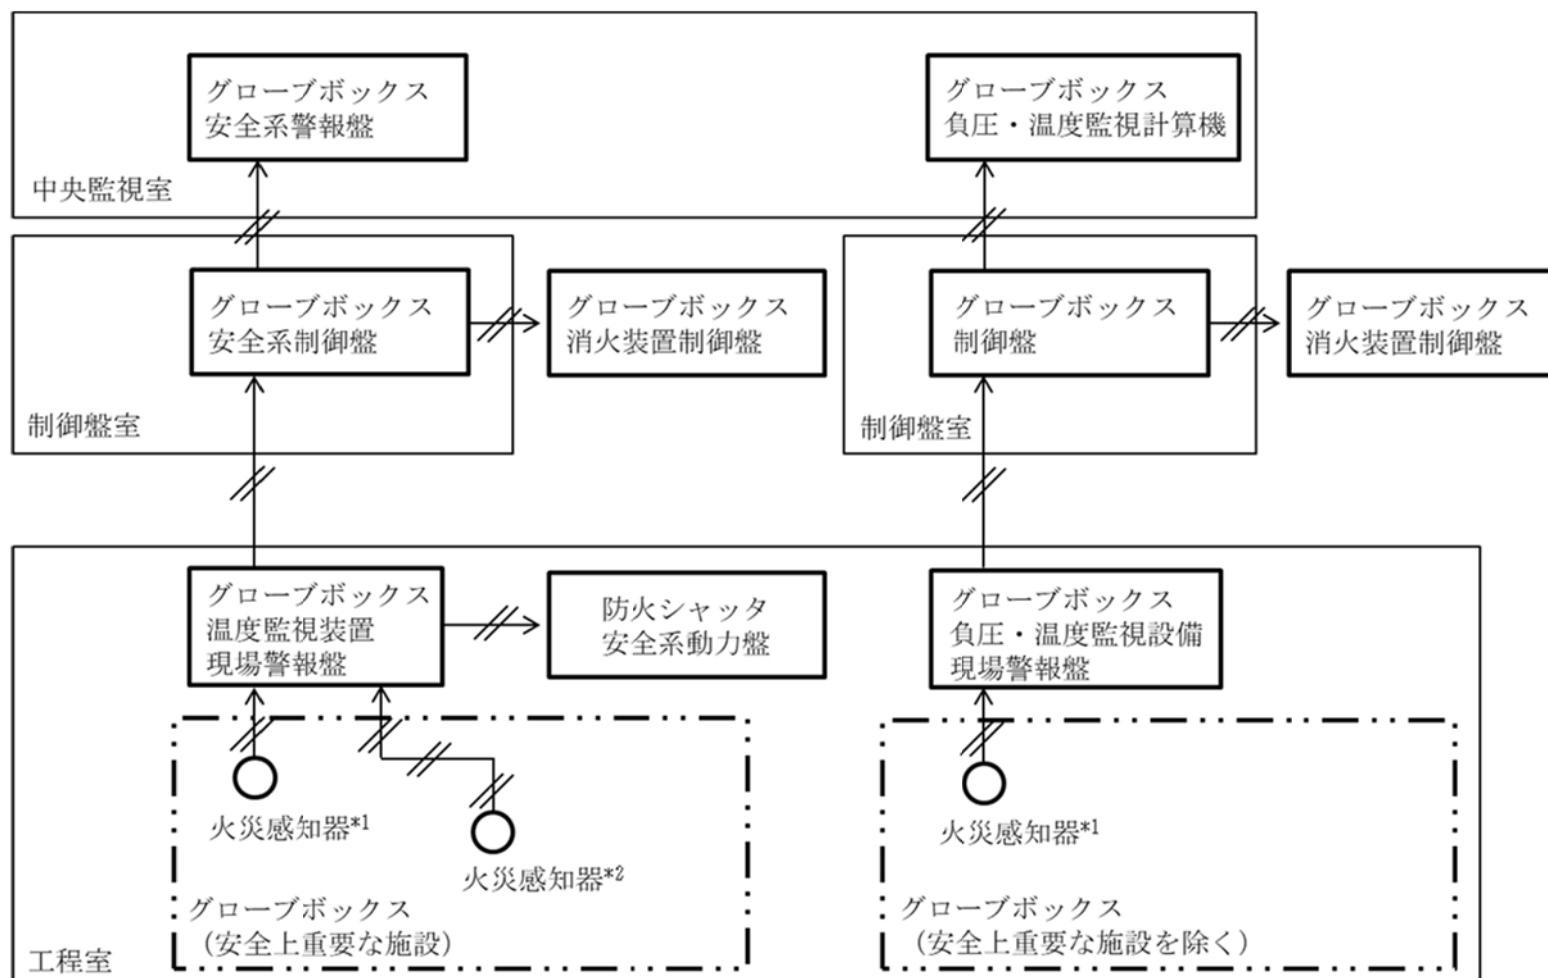 グローブボックス
安全系警報盤
グローブボックス
負圧・温度監視計算機
中央監視室
グローブボックス
安全系制御盤
グローブボックス
消火装置制御盤
グローブボックス
制御盤
グローブボックス
消火装置制御盤
制御盤室
制御盤室
グローブボックス
温度監視装置
現場警報盤
防火シャッタ
安全系動力盤
グローブボックス
負圧・温度監視設備
現場警報盤
火災感知器*1
火災感知器*2
火災感知器*1
グローブボックス
（安全上重要な施設）
グローブボックス
（安全上重要な施設を除く）
工程室